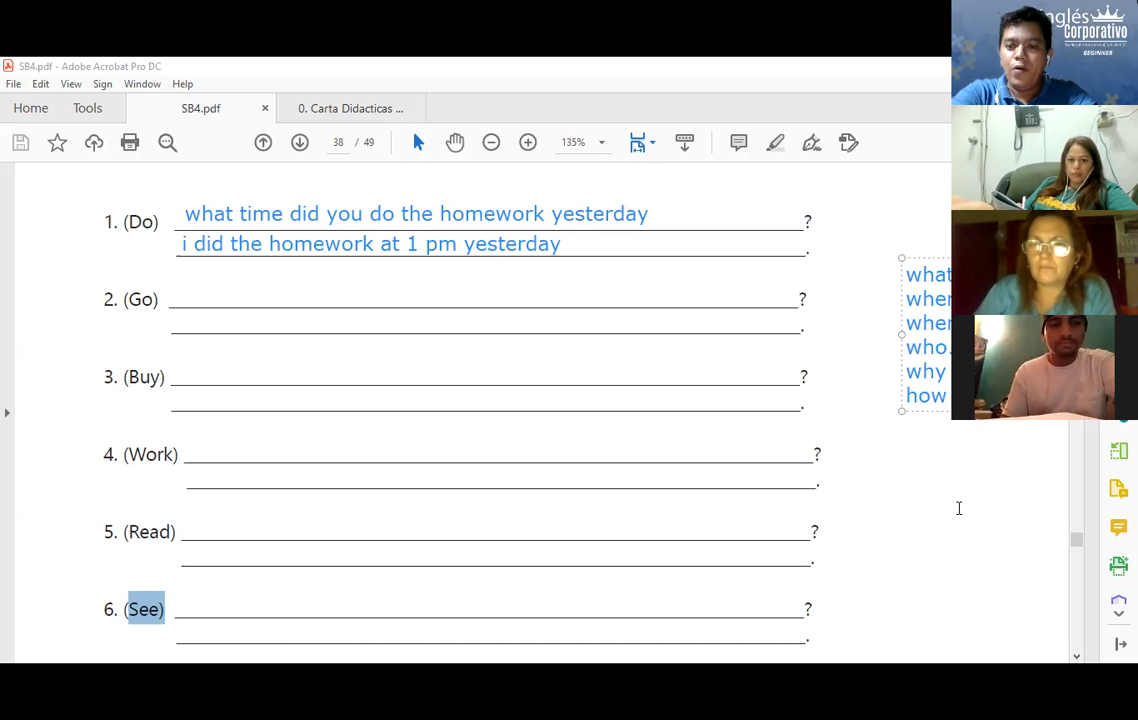 inglés
Corporativo
BEGINNER
SB4.pdf - Adobe Acrobat Pro DC
File Edit View Sign Window Help
Home Tools SB4.pdf × 0. Carta Didacticas ...
38 / 49 135%
1. (Do) what time did you do the homework yesterday ?
i did the homework at 1 pm yesterday .
2. (Go) ?
.
3. (Buy) ?
.
4. (Work) ?
.
5. (Read) ?
.
6. (See) ?
.
what
who.
why
how